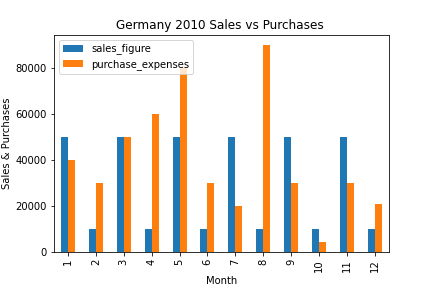 Germany 2010 Sales vs Purchases
sales_figure
purchase_expenses
Sales & Purchases
80000
60000
40000
20000
0
1 2 3 4 5 6 7 8 9 10 11 12
Month